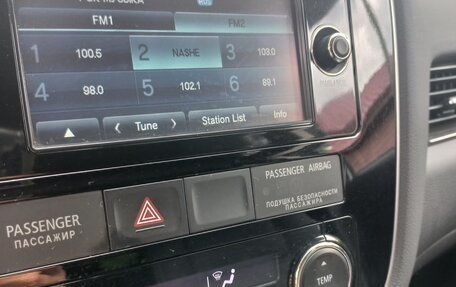 FM1 FM2
1 100.5 2 NASHE 3 103.0
4 98.0 5 102.1 6 89.1
Tune Station List Info
PASSENGER AIRBAG
ПОДУШКА БЕЗОПАСНОСТИ
ПАССАЖИРА
PASSENGER
ПАССАЖИР
TEMP